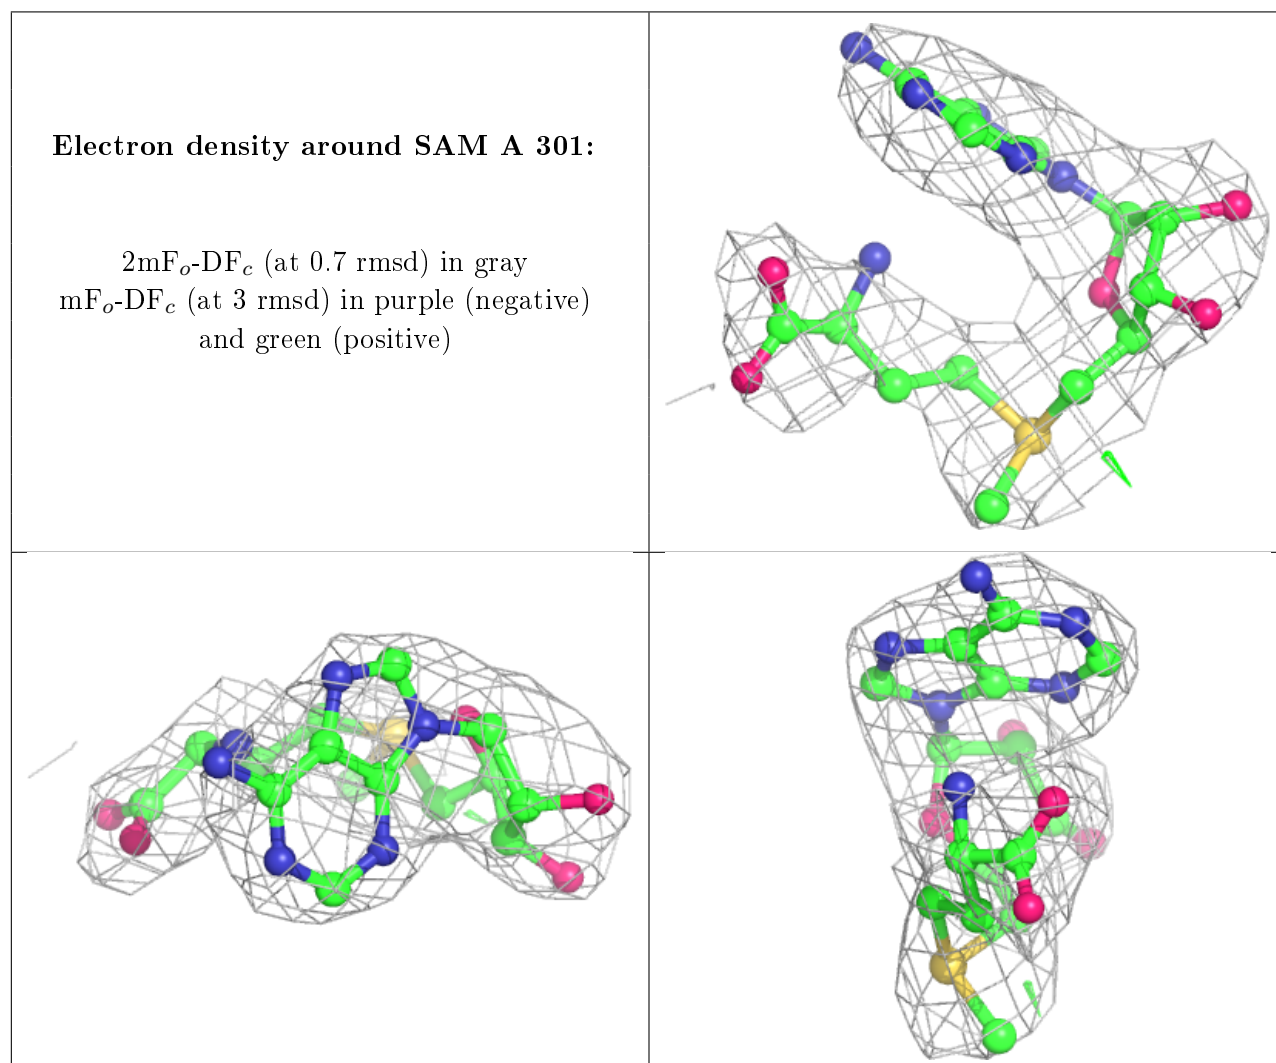 Electron density around SAM A 301:
2mFo-DFc (at 0.7 rmsd) in gray
mFo-DFc (at 3 rmsd) in purple (negative)
and green (positive)